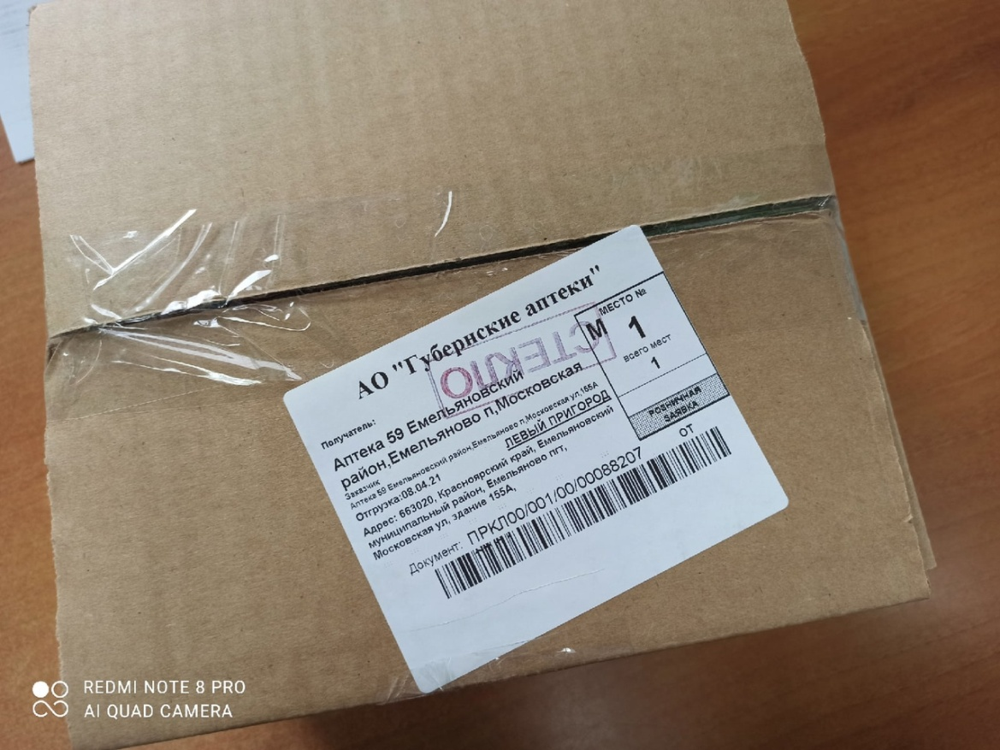 АО "Губернские аптеки"
СТЕКЛО
М
МЕСТО №
1
всего мест
1
РОЗНИЧНАЯ
ЗАЯВКА
Получатель:
Аптека 59 Емельяновский
район,Емельяново п,Московская
Заказчик
Аптека 59 Емельяновский район,Емельяново п,Московская ул,155А
Отгрузка:08.04.21
ЛЕВЫЙ ПРИГОРОД
Адрес: 663020, Красноярский край, Емельяновский
муниципальный район, Емельяново пгт,
Московская ул, здание 155А,
Документ: ПРКЛ00/001/00/00088207 от
REDMI NOTE 8 PRO
AI QUAD CAMERA